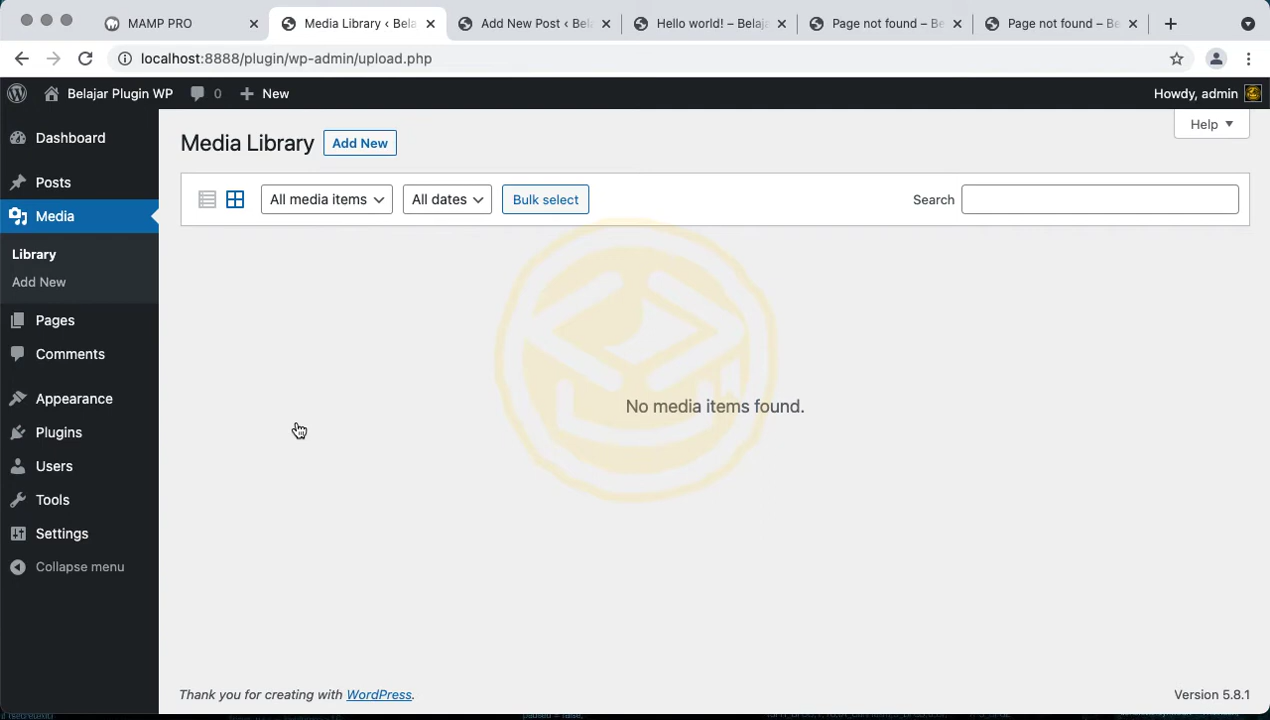 MAMP PRO
Media Library ‹ Bela
Add New Post ‹ Bela
Hello world! – Belaja
Page not found – Be
Page not found – Be
localhost:8888/plugin/wp-admin/upload.php
Belajar Plugin WP
0
New
Howdy, admin
Help
Dashboard
Posts
Media
Library
Add New
Pages
Comments
Appearance
Plugins
Users
Tools
Settings
Collapse menu
Media Library
Add New
All media items
All dates
Bulk select
Search
No media items found.
Thank you for creating with WordPress.
Version 5.8.1